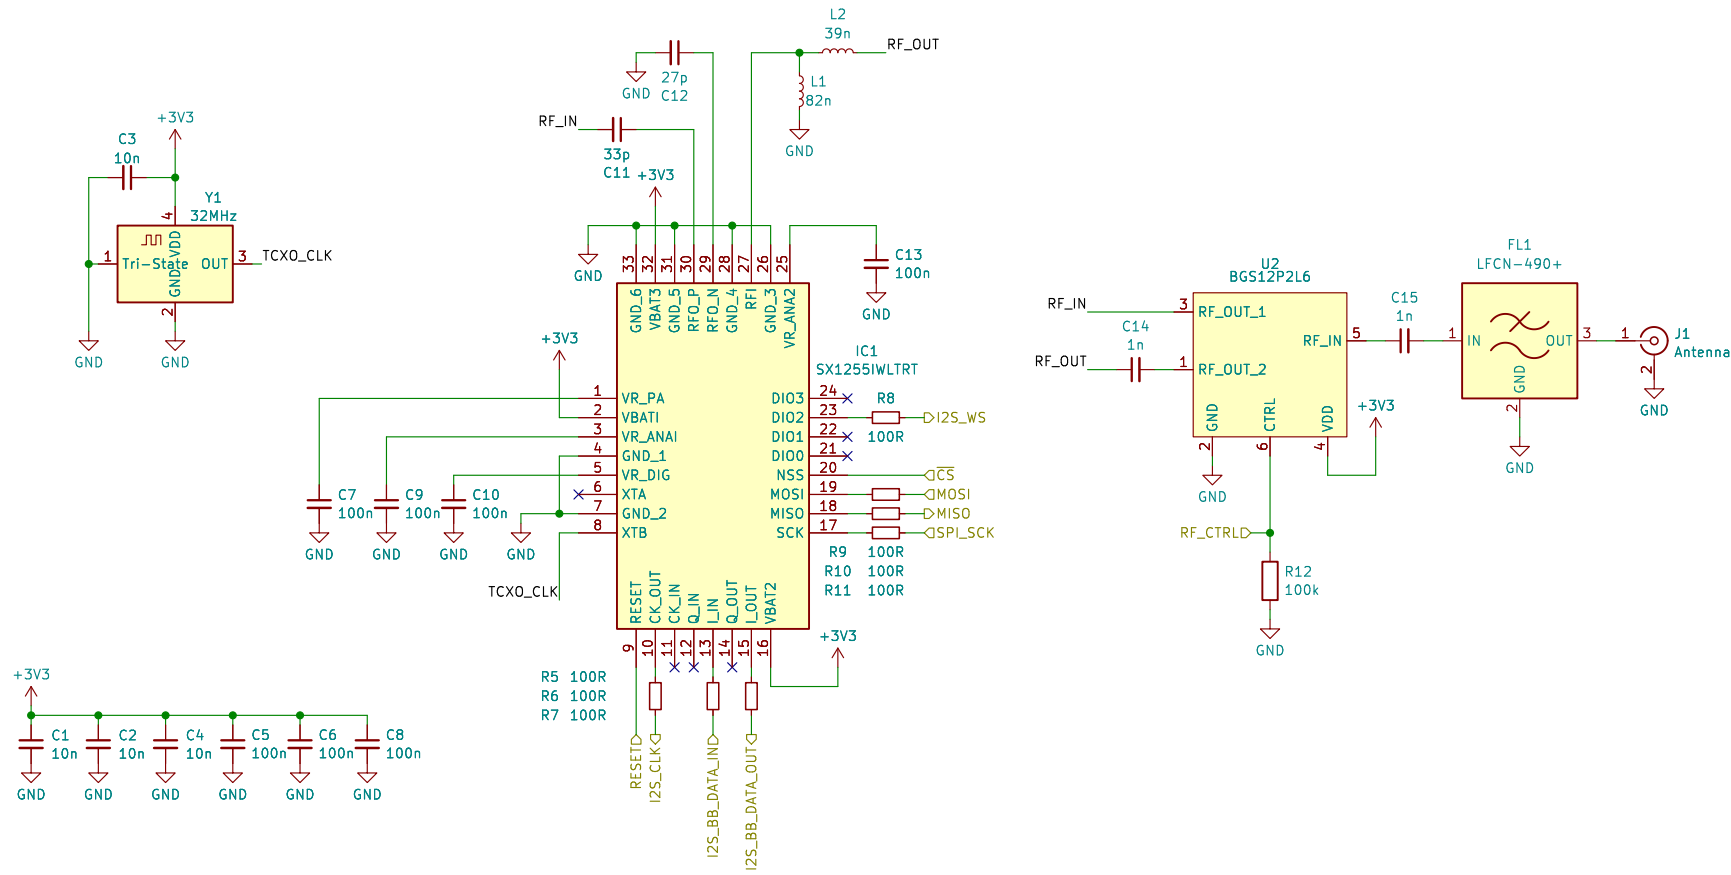 L2
39n
RF_OUT
L1
82n
GND
27p
C12
GND
RF_IN
33p
C11
+3V3
+3V3
C3
10n
Y1
32MHz
4
VDD
1
Tri-State
OUT
3
TCXO_CLK
GND
2
GND
GND
GND
33
32
31
30
29
28
27
26
25
GND_6
VBAT3
GND_5
RFO_P
RFO_N
GND_4
RFI
GND_3
VR_ANA2
C13
100n
GND
IC1
SX1255IWLTRT
+3V3
1
VR_PA
2
VBATI
3
VR_ANAI
4
GND_1
5
VR_DIG
6
XTA
7
GND_2
8
XTB
DIO3
24
DIO2
23
DIO1
22
DIO0
21
NSS
20
MOSI
19
MISO
18
SCK
17
R8
100R
I2S_WS
CS
MOSI
MISO
SPI_SCK
R9 100R
R10 100R
R11 100R
C7
100n
C9
100n
C10
100n
GND
GND
GND
GND
TCXO_CLK
RESET
CK_OUT
CK_IN
Q_IN
I_IN
Q_OUT
I_OUT
VBAT2
9
10
11
12
13
14
15
16
+3V3
R5 100R
R6 100R
R7 100R
RESET
I2S_CLK
I2S_BB_DATA_IN
I2S_BB_DATA_OUT
+3V3
C1
10n
C2
10n
C4
10n
C5
100n
C6
100n
C8
100n
GND
GND
GND
GND
GND
GND
U2
BGS12P2L6
RF_IN
3
RF_OUT_1
C14
1n
RF_OUT
1
RF_OUT_2
RF_IN
5
GND
CTRL
VDD
2
6
4
GND
+3V3
RF_CTRL
R12
100k
GND
C15
1n
FL1
LFCN-490+
1
IN
OUT
3
GND
2
GND
1
J1
Antenna
2
GND